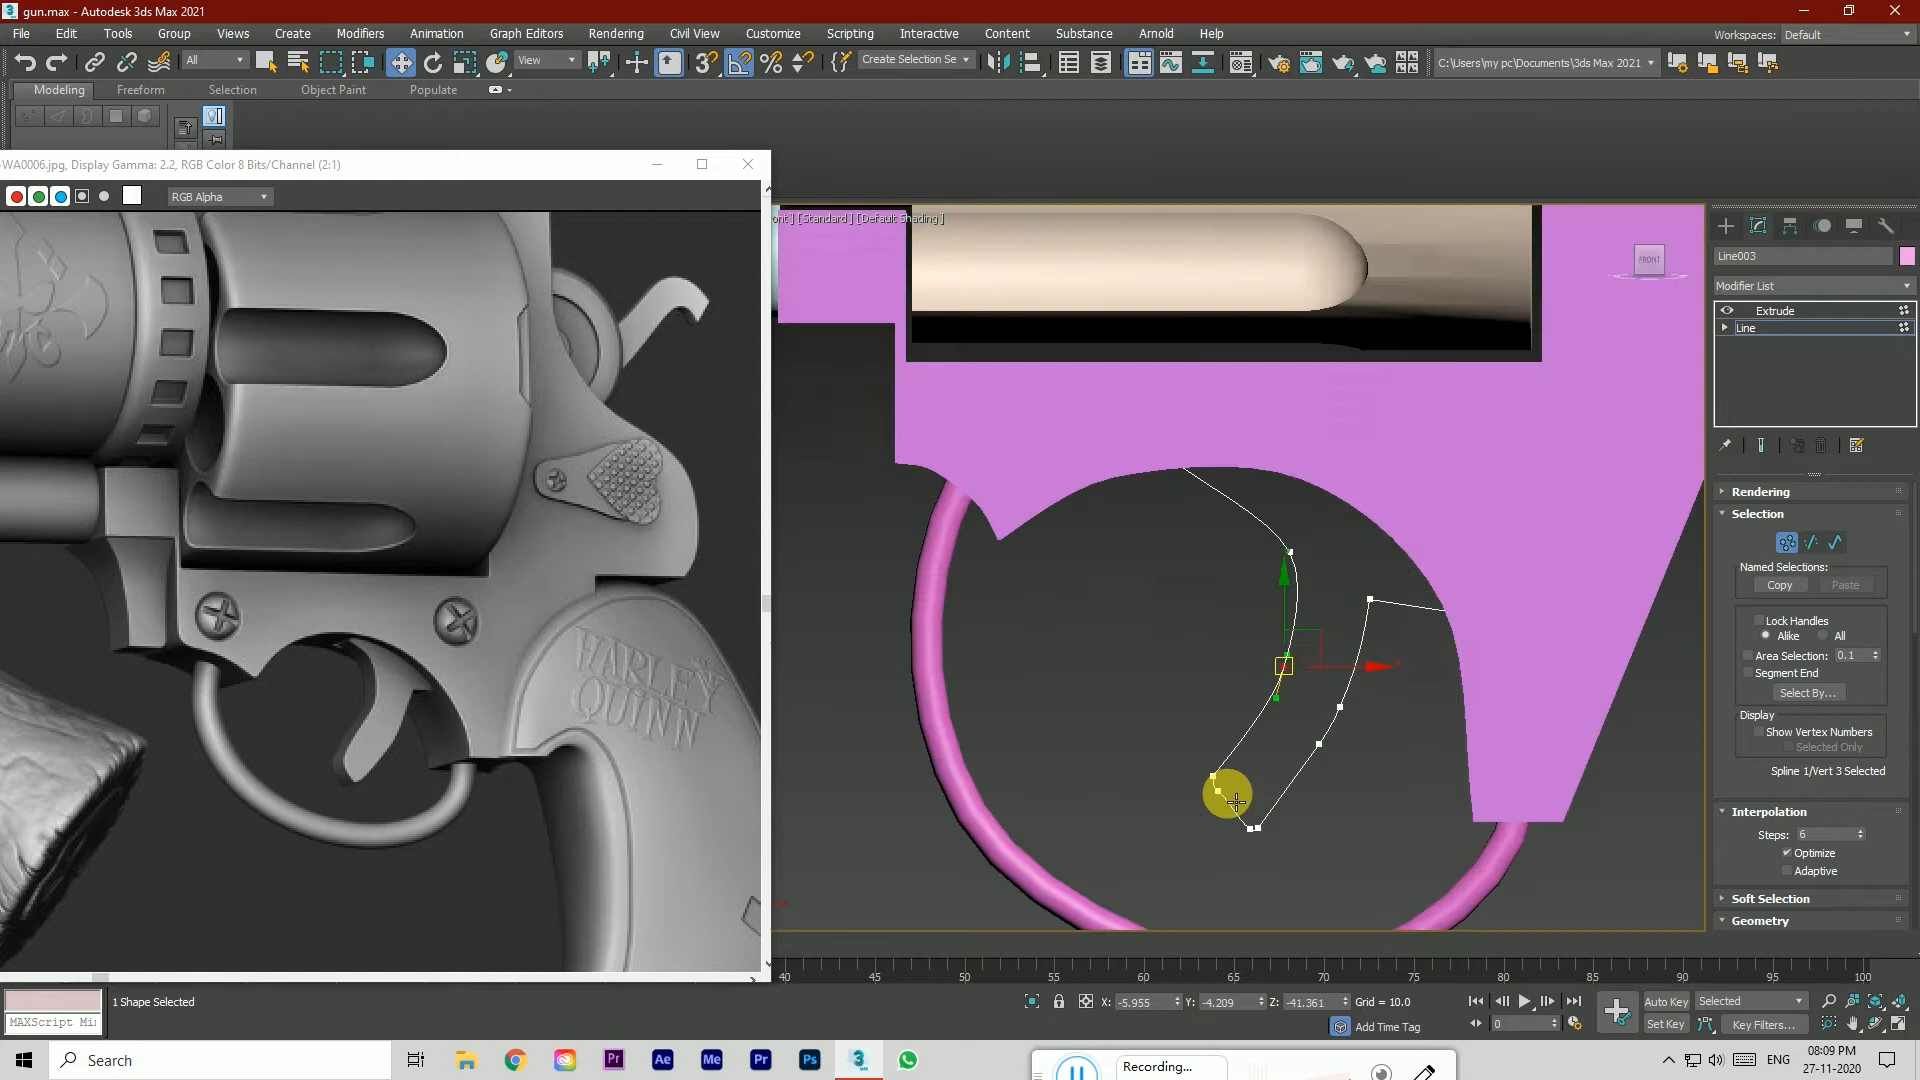 gun.max - Autodesk 3ds Max 2021
File Edit Tools Group Views Create Modifiers Animation Graph Editors Rendering Civil View Customize Scripting Interactive Content Substance Arnold Help
Workspaces: Default
All View Create Selection Se C:\Users\my pc\Documents\3ds Max 2021
Modeling Freeform Selection Object Paint Populate
-WA0006.jpg, Display Gamma: 2.2, RGB Color 8 Bits/Channel (2:1)
RGB Alpha
ont ] [Standard ] [Default Shading ]
FRONT
HARLEY
QUINN
Line003
Modifier List
Extrude
Line
Rendering
Selection
Named Selections:
Copy Paste
Lock Handles
Alike All
Area Selection: 0.1
Segment End
Select By...
Display
Show Vertex Numbers
Selected Only
Spline 1/Vert 3 Selected
Interpolation
Steps: 6
Optimize
Adaptive
Soft Selection
Geometry
40 45 50 55 60 65 70 75 80 85 90 95 100
1 Shape Selected
MAXScript Mi
X: -5.955 Y: -4.209 Z: -41.361 Grid = 10.0
Add Time Tag
0
Auto Key Selected
Set Key Key Filters...
Search
Recording...
ENG
08:09 PM
27-11-2020